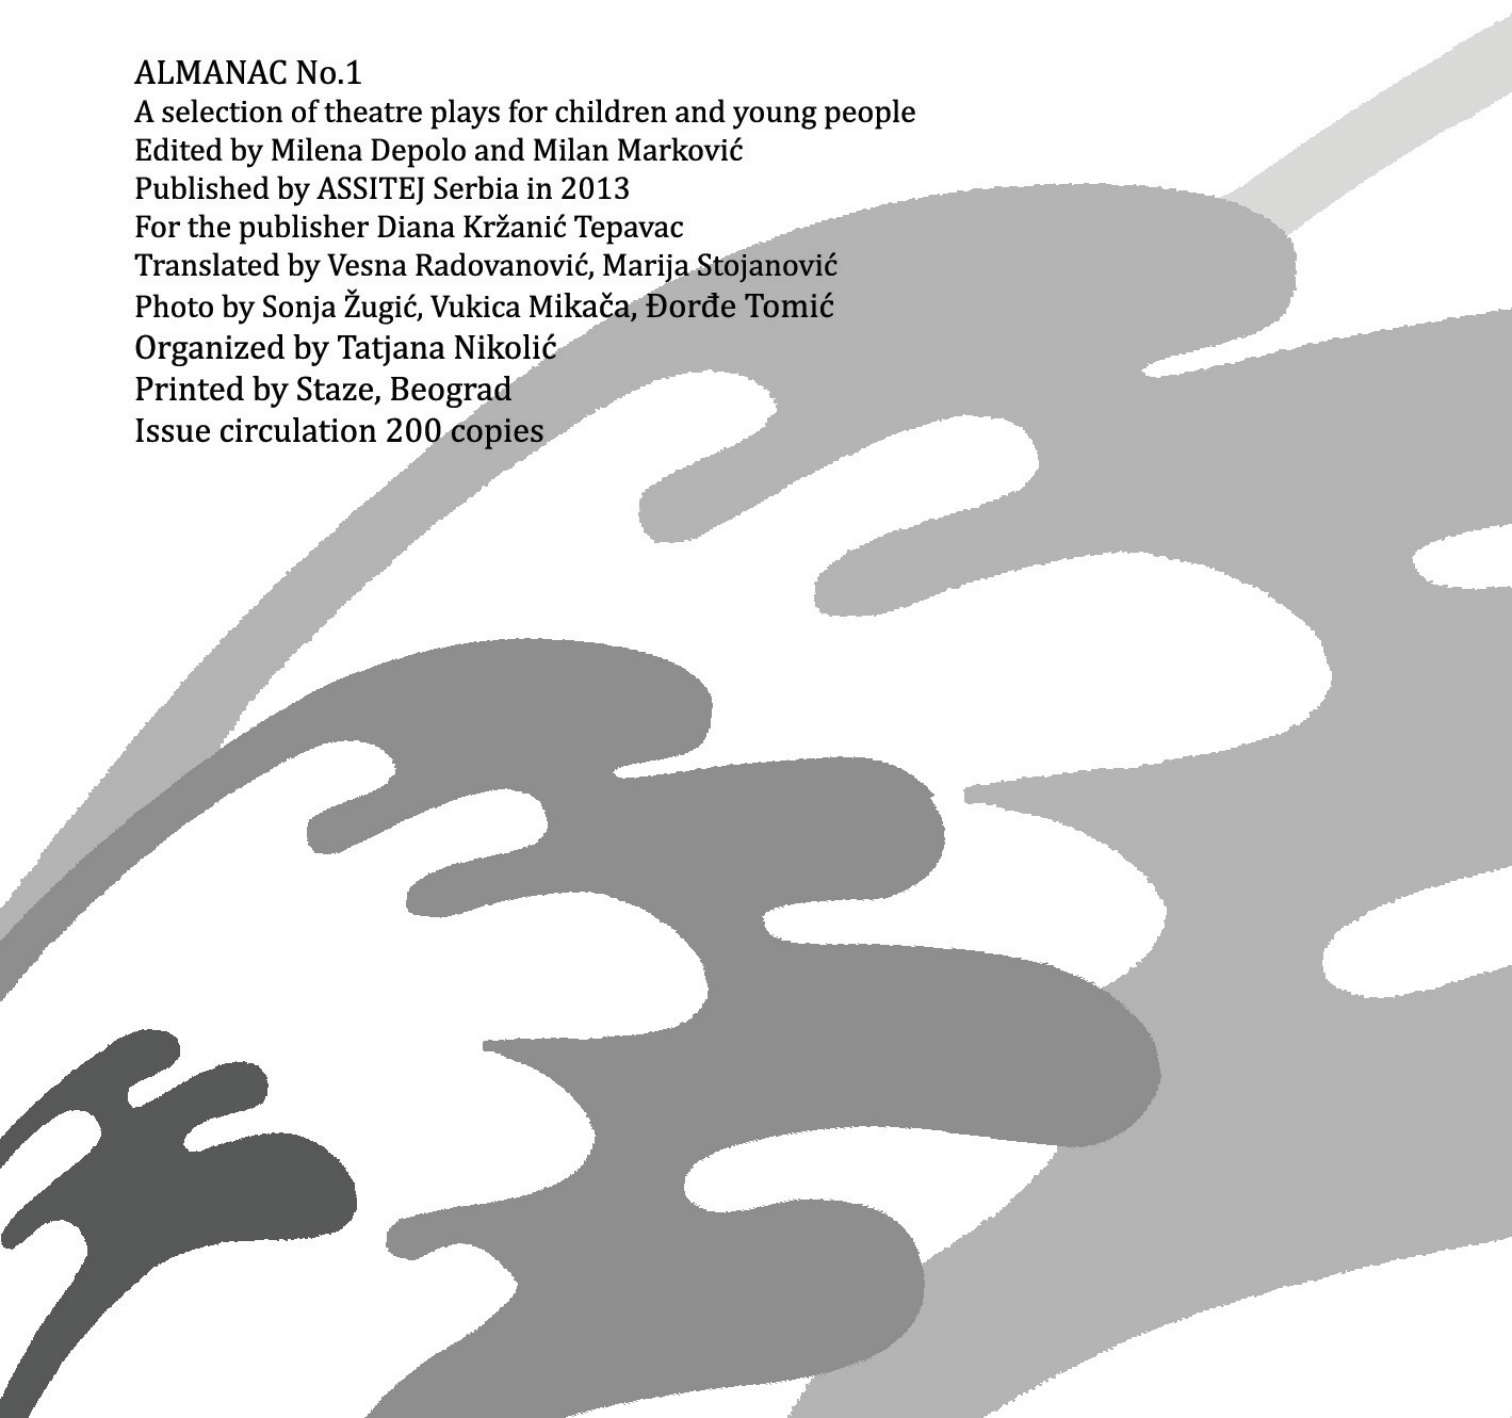 ALMANAC No.1
A selection of theatre plays for children and young people
Edited by Milena Depolo and Milan Marković
Published by ASSITEJ Serbia in 2013
For the publisher Diana Kržanić Tepavac
Translated by Vesna Radovanović, Marija Stojanović
Photo by Sonja Žugić, Vukica Mikača, Đorđe Tomić
Organized by Tatjana Nikolić
Printed by Staze, Beograd
Issue circulation 200 copies